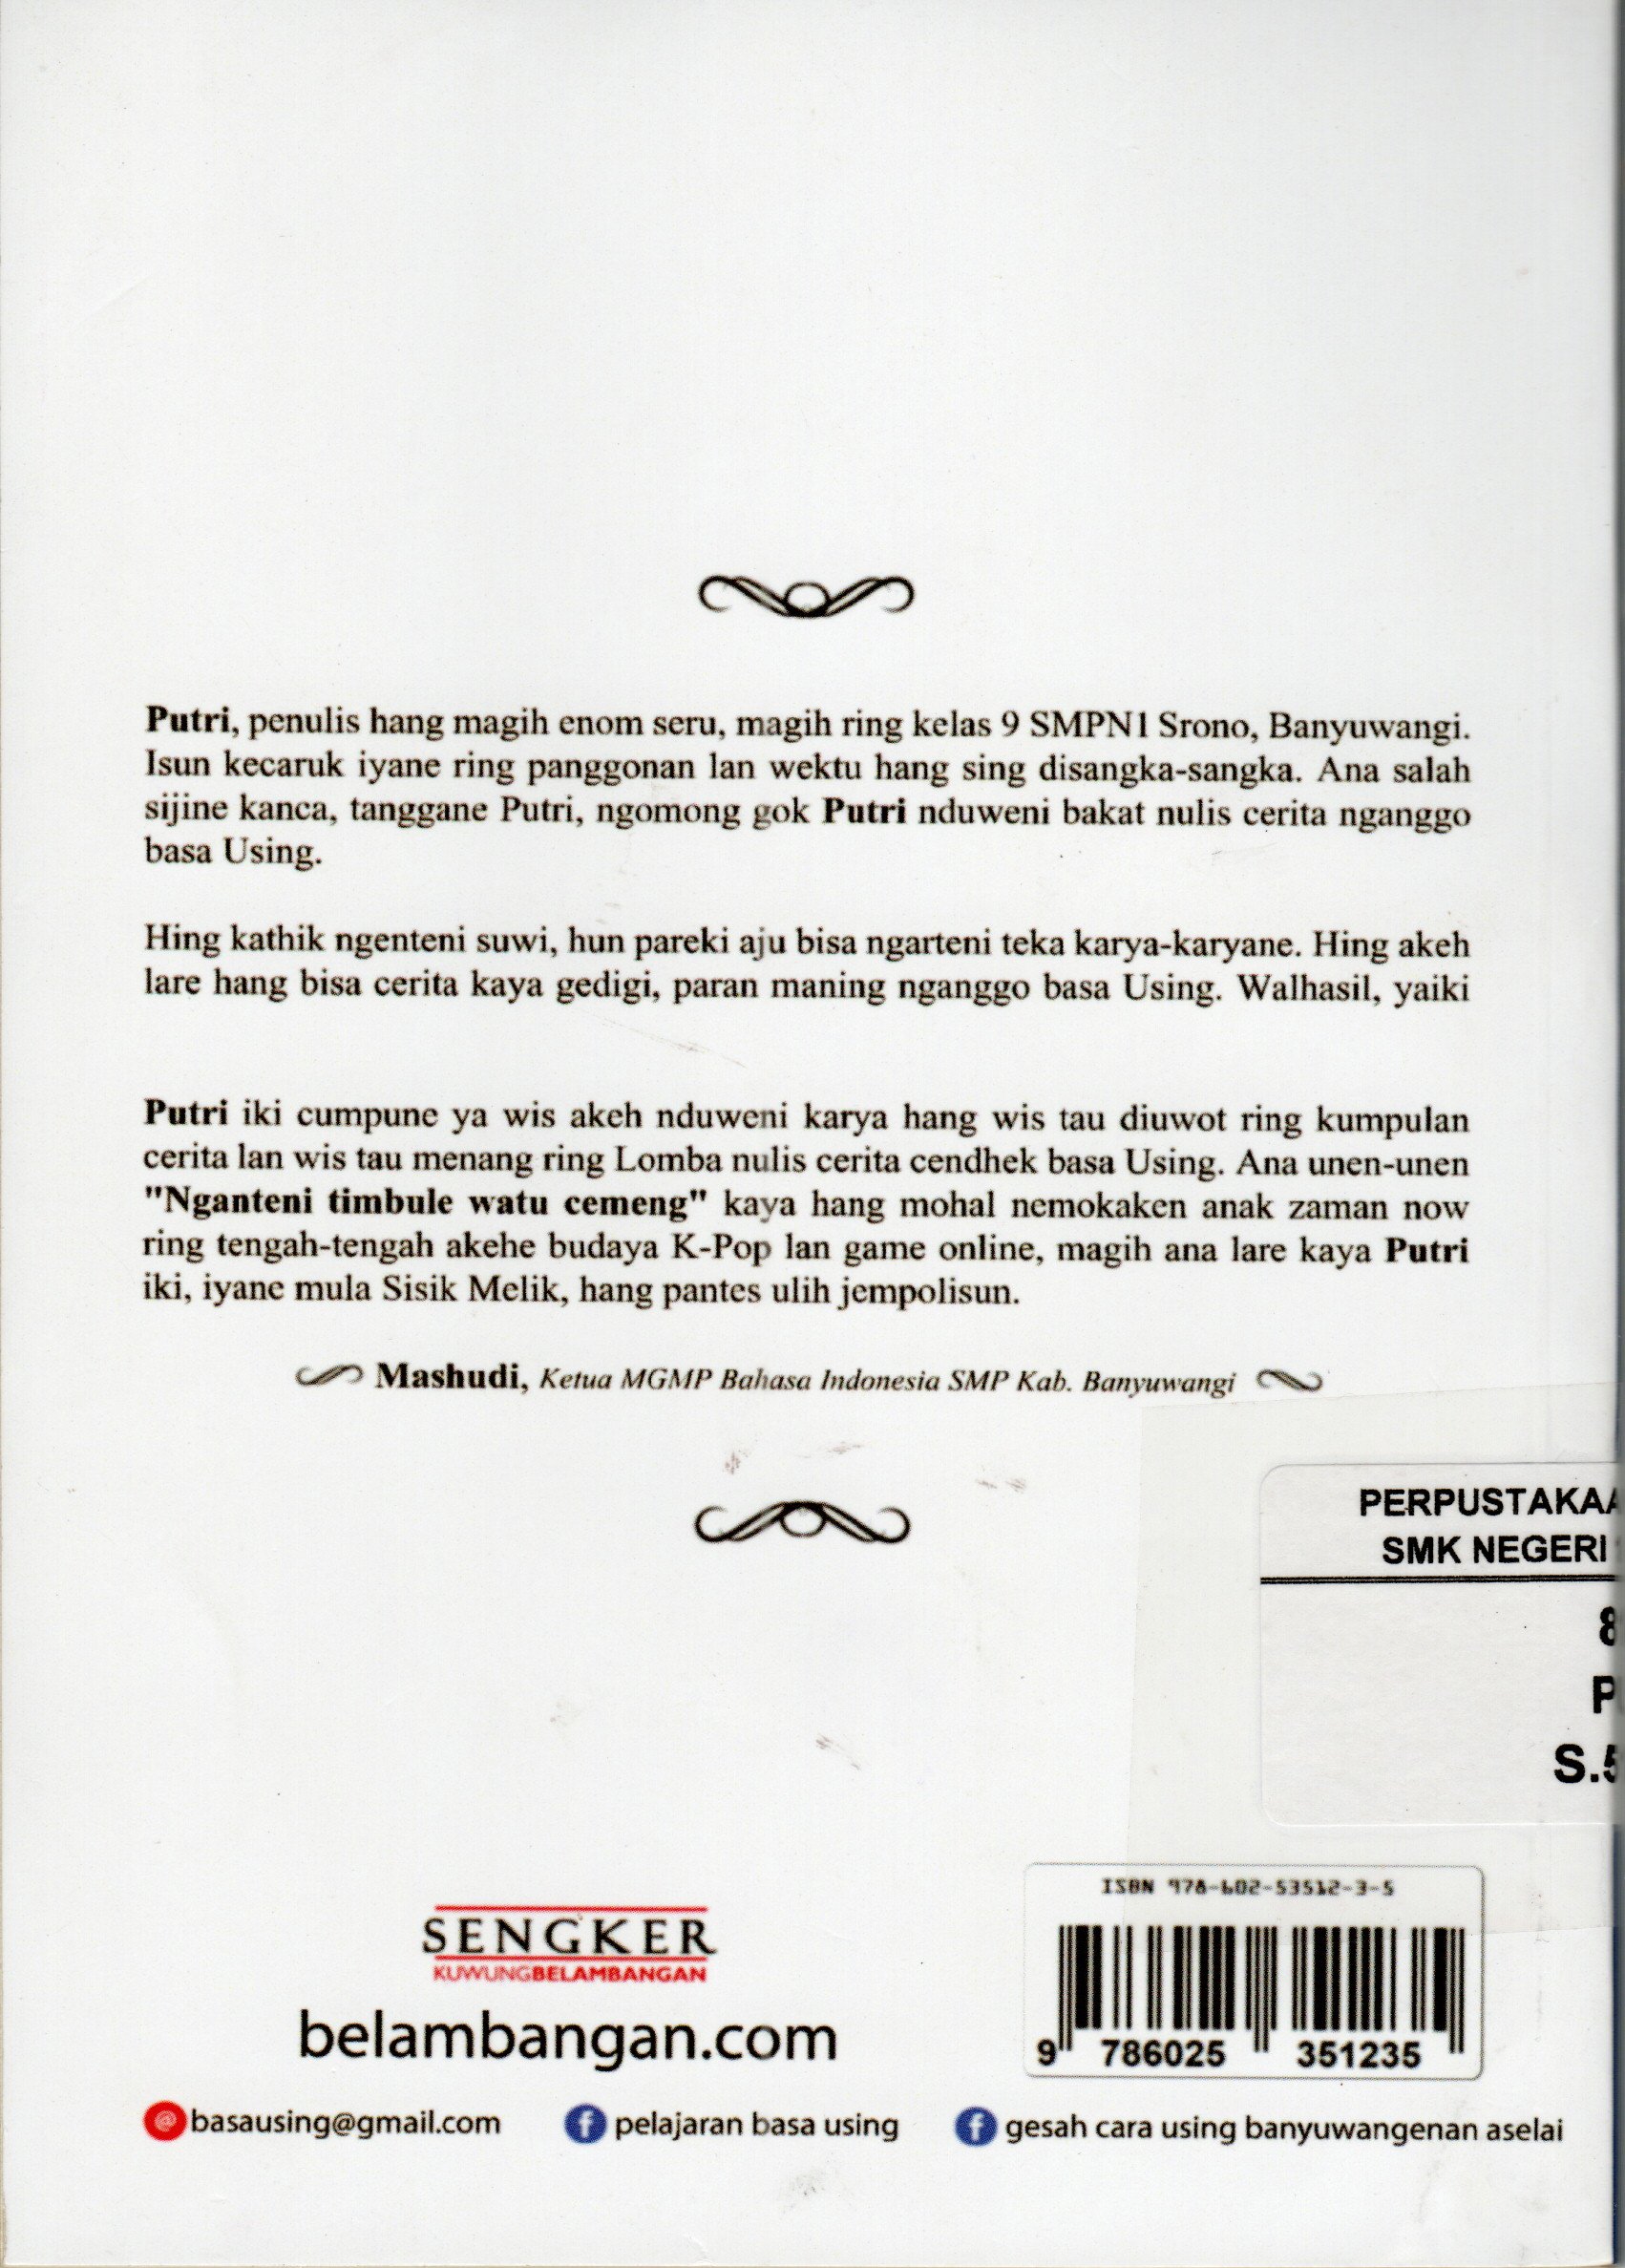 Putri, penulis hang magih enom seru, magih ring kelas 9 SMPN1 Srono, Banyuwangi.
Isun kecaruk iyane ring panggonan lan wektu hang sing disangka-sangka. Ana salah
sijine kanca, tanggane Putri, ngomong gok Putri nduweni bakat nulis cerita nganggo
basa Using.
Hing kathik ngenteni suwi, hun pareki aju bisa ngarteni teka karya-karyane. Hing akeh
lare hang bisa cerita kaya gedigi, paran maning nganggo basa Using. Walhasil, yaiki
Putri iki cumpune ya wis akeh nduweni karya hang wis tau diuwot ring kumpulan
cerita lan wis tau menang ring Lomba nulis cerita cendhek basa Using. Ana unen-unen
"Nganteni timbule watu cemeng" kaya hang mohal nemokaken anak zaman now
ring tengah-tengah akehe budaya K-Pop lan game online, magih ana lare kaya Putri
iki, iyane mula Sisik Melik, hang pantes ulih jempolisun.
Mashudi, Ketua MGMP Bahasa Indonesia SMP Kab. Banyuwangi
PERPUSTAKAA
SMK NEGERI
8
P
S.5
ISBN 978-602-53512-3-5
9 786025 351235
SENGKER
KUWUNGBELAMBANGAN
belambangan.com
basausing@gmail.com pelajaran basa using gesah cara using banyuwangenan aselai